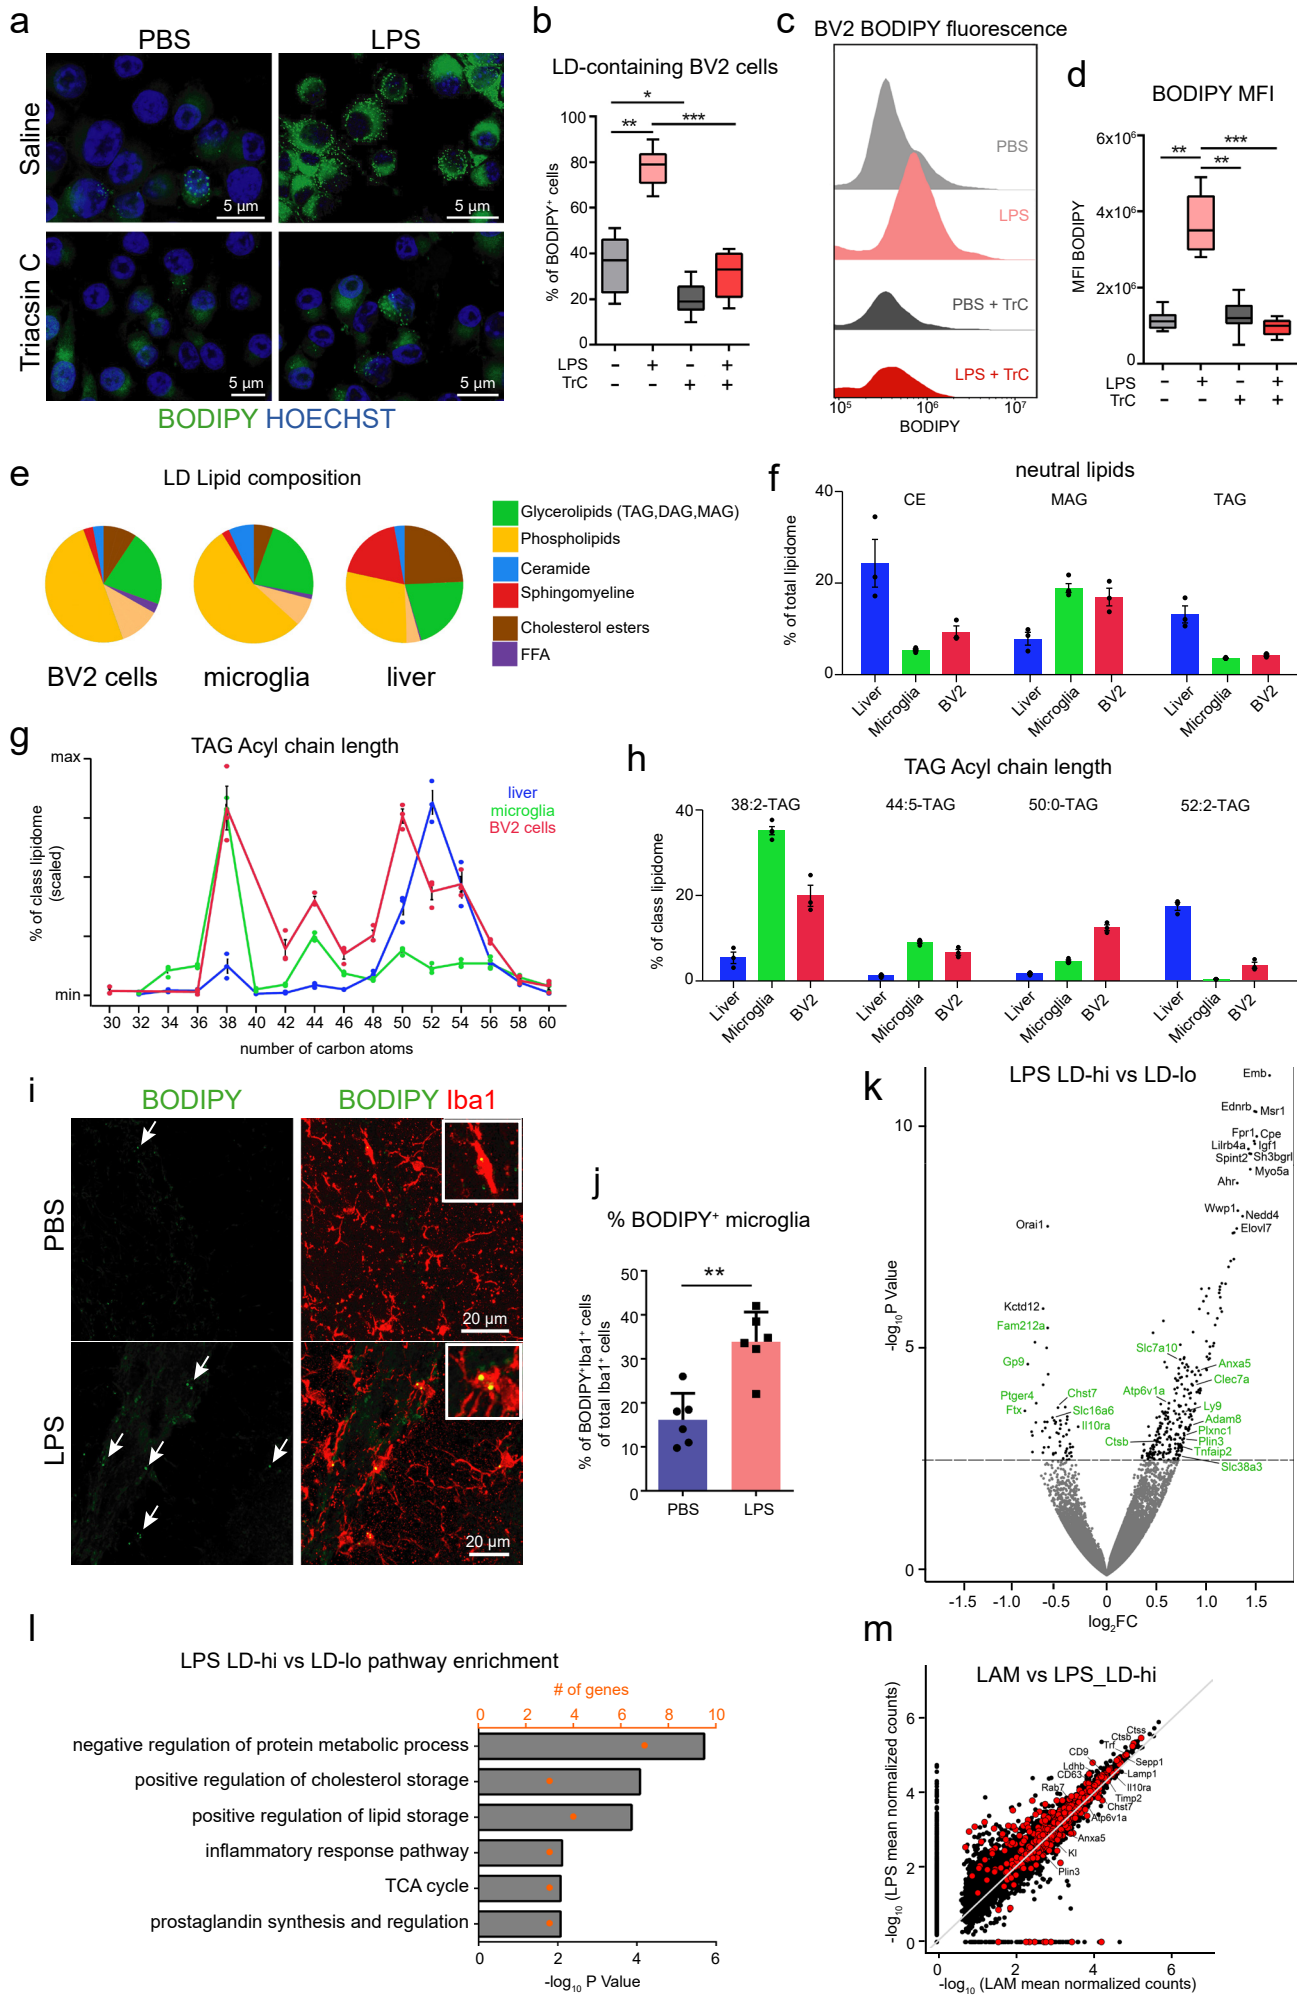 a
PBS
LPS
Saline
5 µm
5 µm
Triacsin C
5 µm
5 µm
BODIPY HOECHST
b
LD-containing BV2 cells
% of BODIPY⁺ cells
100
80
60
40
20
0
*
**
***
LPS - + - +
TrC - - + +
c
BV2 BODIPY fluorescence
PBS
LPS
PBS + TrC
LPS + TrC
10⁵ 10⁶ 10⁷
BODIPY
d
BODIPY MFI
MFI BODIPY
6x10⁶
4x10⁶
2x10⁶
0
**
***
**
LPS - + - +
TrC - - + +
e
LD Lipid composition
BV2 cells
microglia
liver
Glycerolipids (TAG,DAG,MAG)
Phospholipids
Ceramide
Sphingomyeline
Cholesterol esters
FFA
f
neutral lipids
CE MAG TAG
% of total lipidome
40
20
0
Liver Microglia BV2 Liver Microglia BV2 Liver Microglia BV2
g
TAG Acyl chain length
% of class lipidome
(scaled)
max
min
liver
microglia
BV2 cells
30 32 34 36 38 40 42 44 46 48 50 52 54 56 58 60
number of carbon atoms
h
TAG Acyl chain length
38:2-TAG 44:5-TAG 50:0-TAG 52:2-TAG
% of class lipidome
40
20
0
Liver Microglia BV2 Liver Microglia BV2 Liver Microglia BV2 Liver Microglia BV2
i
BODIPY
BODIPY Iba1
PBS
20 µm
LPS
20 µm
j
% BODIPY⁺ microglia
% of BODIPY⁺Iba1⁺ cells
of total Iba1⁺ cells
50
40
30
20
10
0
**
PBS LPS
k
LPS LD-hi vs LD-lo
-log₁₀P Value
10
5
0
Emb
Ednrb
Msr1
Fpr1
Cpe
Lilrb4a
Igf1
Spint2
Sh3bgrl
Myo5a
Ahr
Wwp1
Nedd4
Elovl7
Orai1
Kctd12
Fam212a
Gp9
Ptger4
Ftx
Chst7
Slc16a6
Il10ra
Slc7a10
Anxa5
Clec7a
Atp6v1a
Ly9
Adam8
Plxnc1
Ctsb
Plin3
Tnfaip2
Slc38a3
-1.5 -1.0 -0.5 0 0.5 1.0 1.5
log₂FC
l
LPS LD-hi vs LD-lo pathway enrichment
# of genes
0 2 4 6 8 10
negative regulation of protein metabolic process
positive regulation of cholesterol storage
positive regulation of lipid storage
inflammatory response pathway
TCA cycle
prostaglandin synthesis and regulation
0 2 4 6
-log₁₀ P Value
m
LAM vs LPS_LD-hi
-log₁₀ (LPS mean normalized counts)
6
4
2
0
Ctss
Ctsb
Trf
CD9
Sepp1
Ldhb
CD63
Lamp1
Rab7
Il10ra
Timp2
Chst7
Atp6v1a
Anxa5
Kl
Plin3
0 2 4 6
-log₁₀ (LAM mean normalized counts)